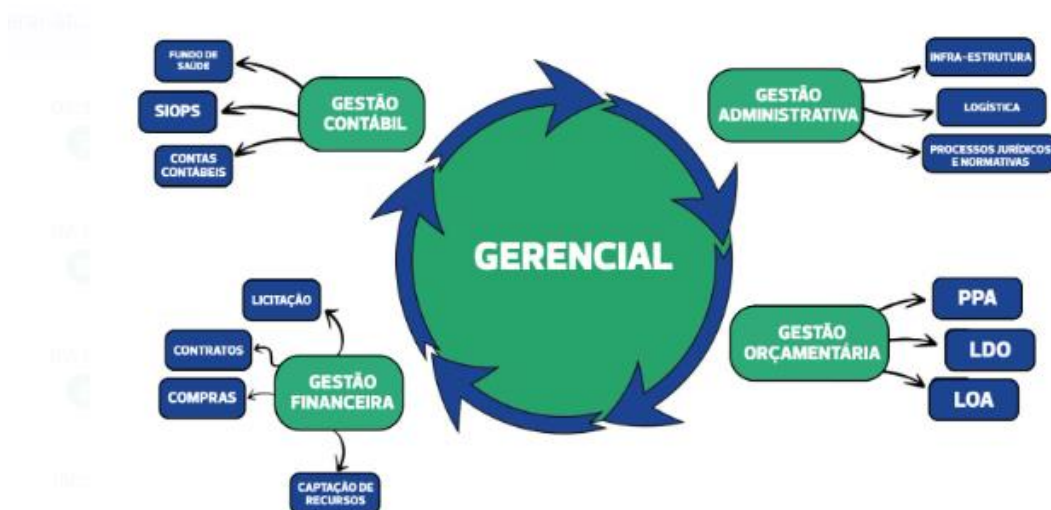 FUNDO DE
SAÚDE
SIOPS
CONTAS
CONTÁBEIS
GESTÃO
CONTÁBIL
GESTÃO
ADMINISTRATIVA
INFRA-ESTRUTURA
LOGÍSTICA
PROCESSOS JURÍDICOS
E NORMATIVAS
GERENCIAL
LICITAÇÃO
CONTRATOS
COMPRAS
GESTÃO
FINANCEIRA
CAPTAÇÃO DE
RECURSOS
GESTÃO
ORÇAMENTÁRIA
PPA
LDO
LOA